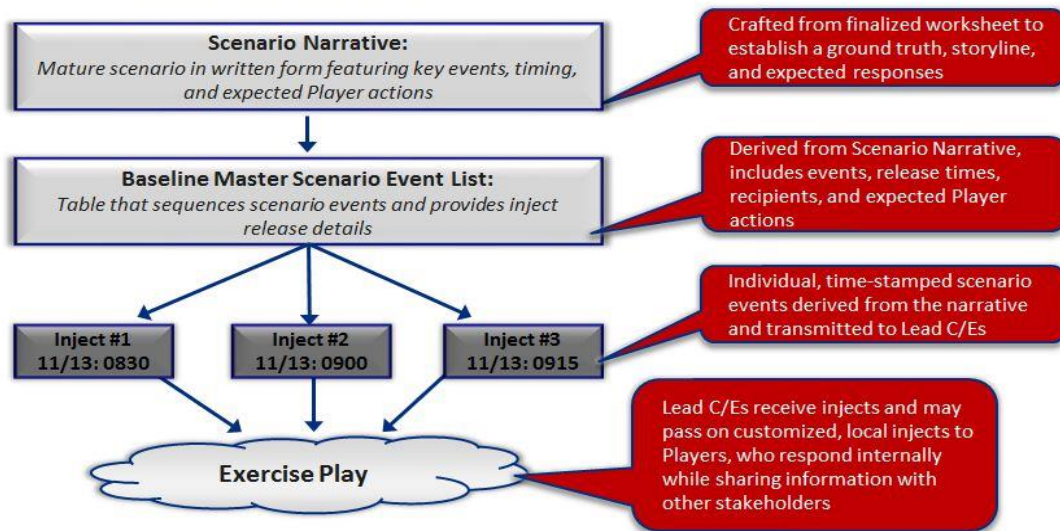 Scenario Narrative:
Mature scenario in written form featuring key events, timing,
and expected Player actions
Crafted from finalized worksheet to
establish a ground truth, storyline,
and expected responses
Baseline Master Scenario Event List:
Table that sequences scenario events and provides inject
release details
Derived from Scenario Narrative,
includes events, release times,
recipients, and expected Player
actions
Inject #1
11/13: 0830
Inject #2
11/13: 0900
Inject #3
11/13: 0915
Individual, time-stamped scenario
events derived from the narrative
and transmitted to Lead C/Es
Exercise Play
Lead C/Es receive injects and may
pass on customized, local injects to
Players, who respond internally
while sharing information with
other stakeholders